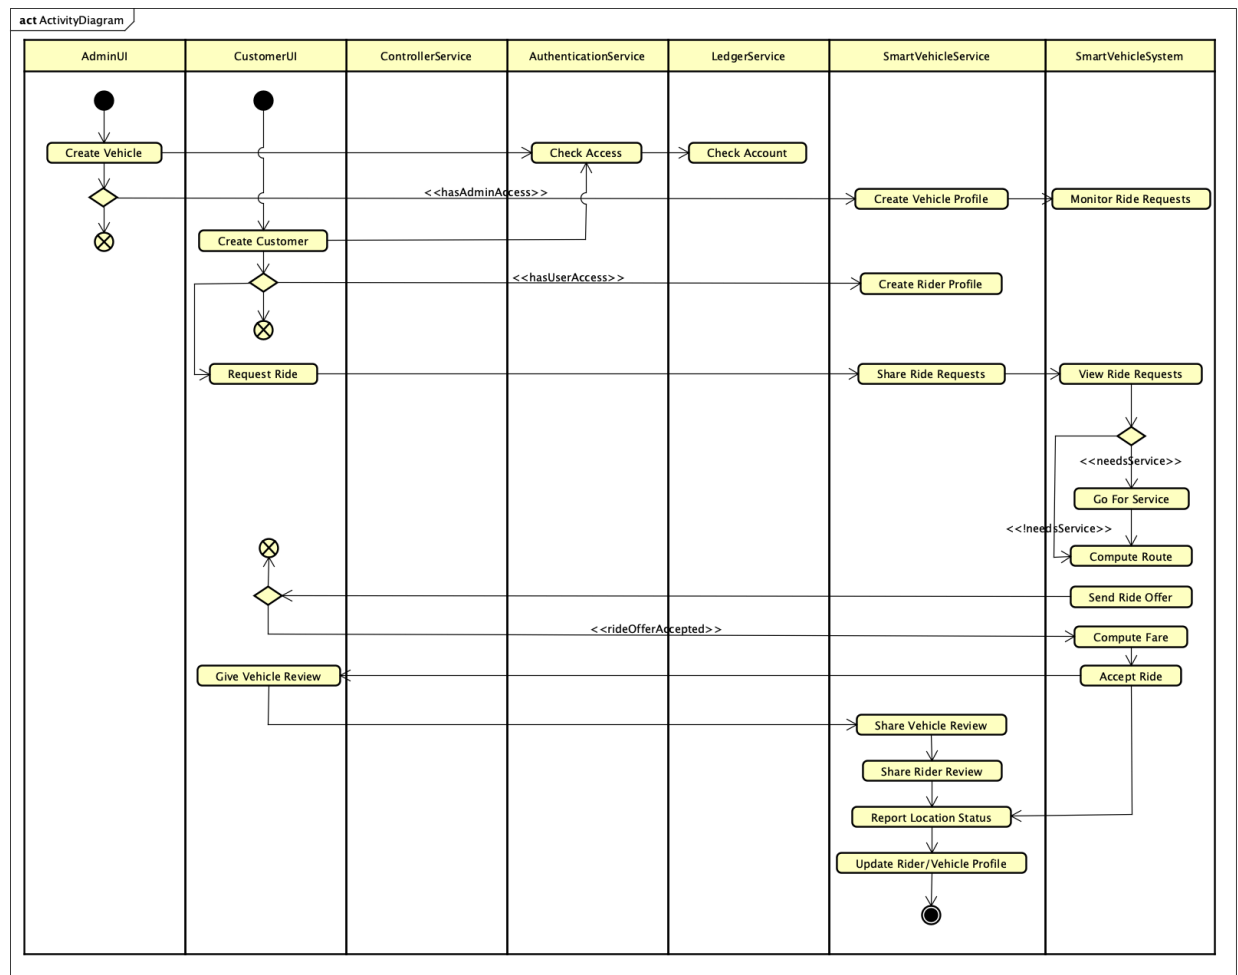 act ActivityDiagram
AdminUI
CustomerUI
ControllerService
AuthenticationService
LedgerService
SmartVehicleService
SmartVehicleSystem
Create Vehicle
Check Access
Check Account
<<hasAdminAccess>>
Create Vehicle Profile
Monitor Ride Requests
Create Customer
<<hasUserAccess>>
Create Rider Profile
Request Ride
Share Ride Requests
View Ride Requests
<<needsService>>
Go For Service
<<!needsService>>
Compute Route
Send Ride Offer
<<rideOfferAccepted>>
Compute Fare
Give Vehicle Review
Accept Ride
Share Vehicle Review
Share Rider Review
Report Location Status
Update Rider/Vehicle Profile